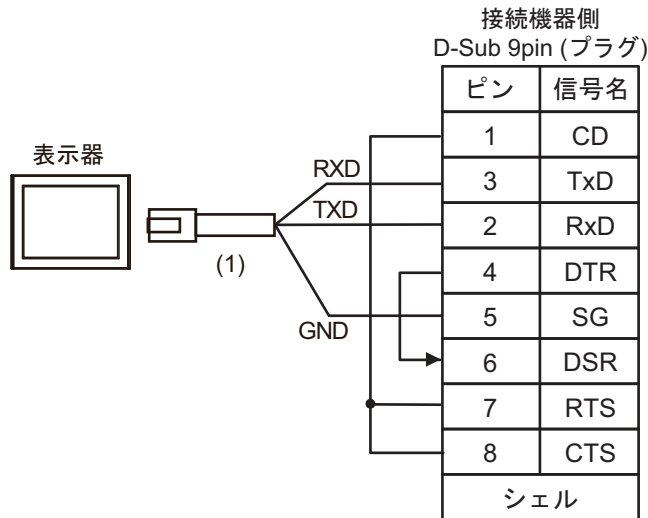 接続機器側
D-Sub 9pin (プラグ)
ピン 信号名
1 CD
表示器
RXD
3 TxD
TXD
2 RxD
(1)
4 DTR
GND
5 SG
6 DSR
7 RTS
8 CTS
シェル